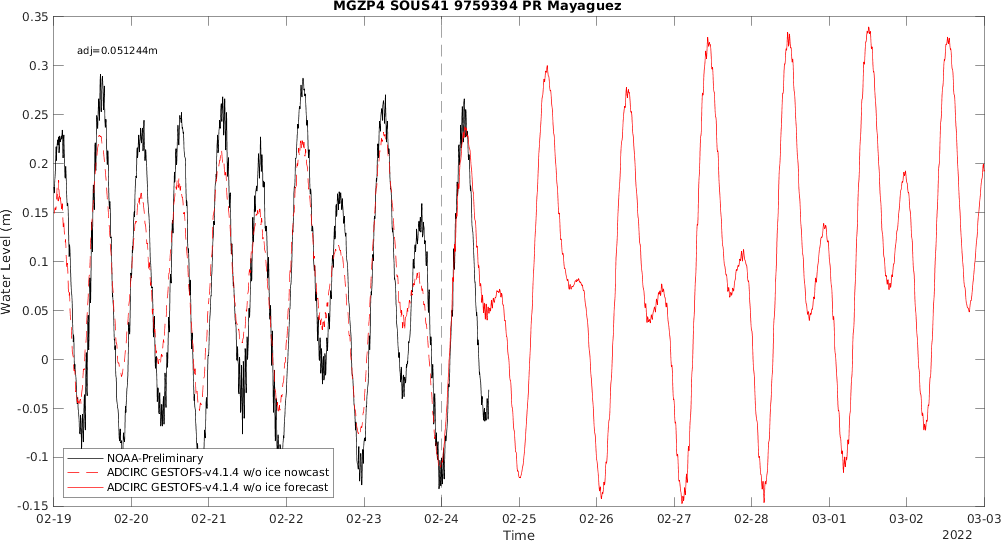 MGZP4 SOUS41 9759394 PR Mayaguez
adj=0.051244m
0.35
0.3
0.25
0.2
0.15
0.1
0.05
0
-0.05
-0.1
-0.15
Water Level (m)
NOAA-Preliminary
ADCIRC GESTOFS-v4.1.4 w/o ice nowcast
ADCIRC GESTOFS-v4.1.4 w/o ice forecast
02-19 02-20 02-21 02-22 02-23 02-24 02-25 02-26 02-27 02-28 03-01 03-02 03-03
Time
2022